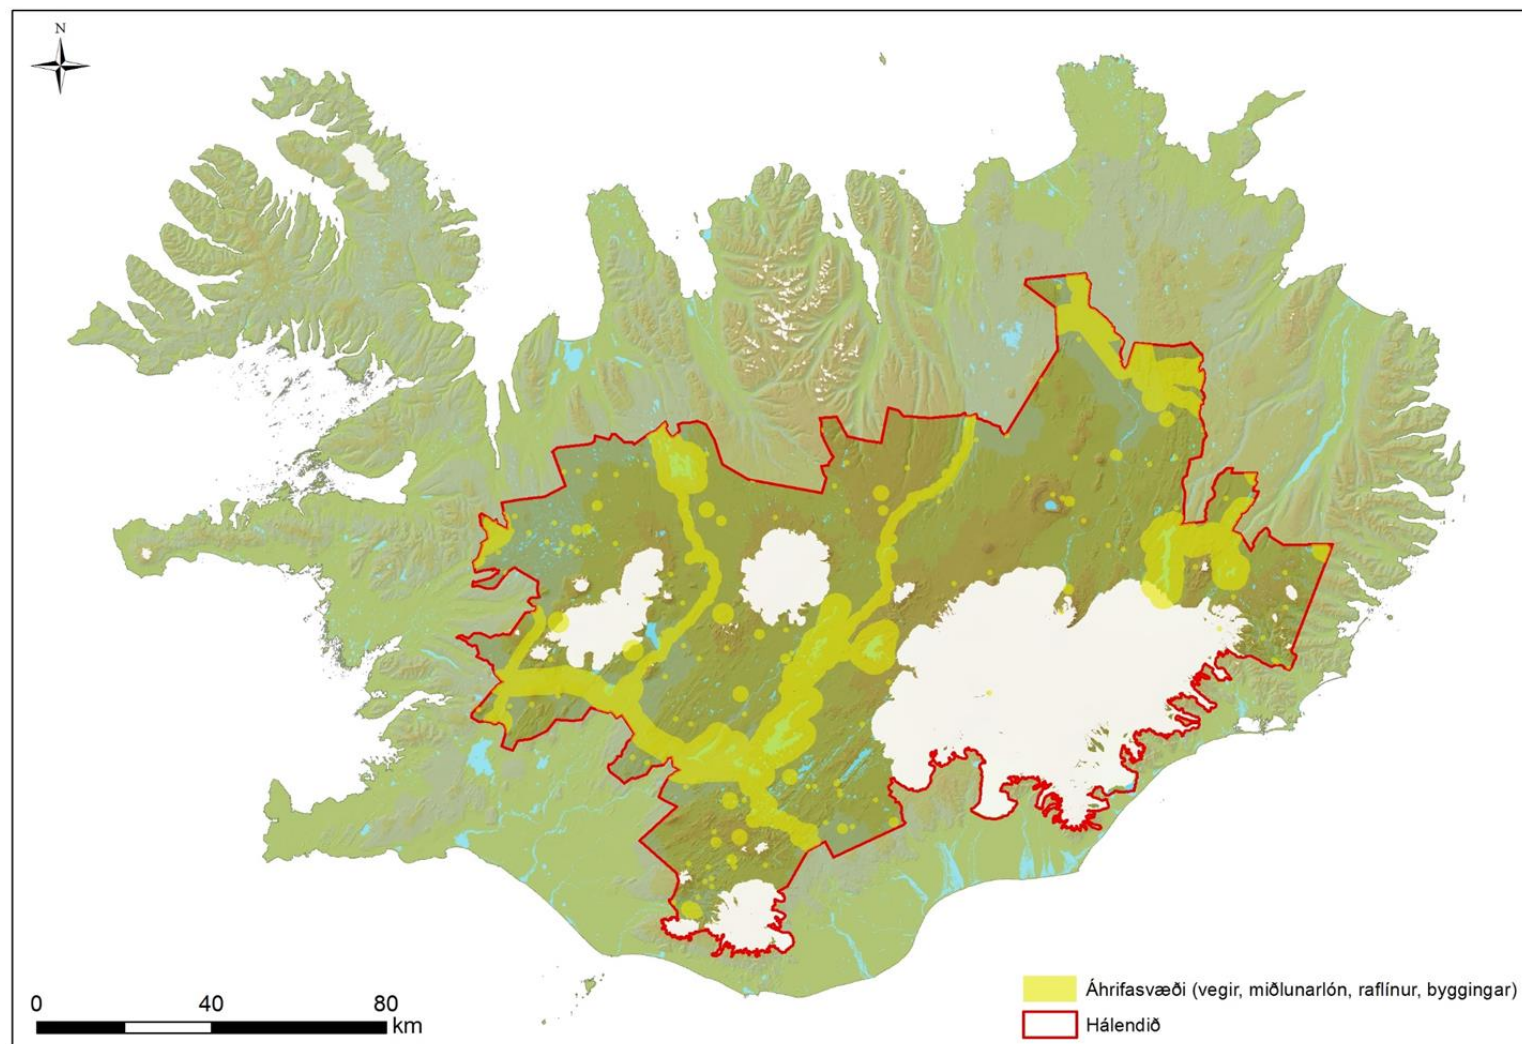 N
Áhrifasvæði (vegir, miðlunarlón, raflínur, byggingar)
Hálendið
0 40 80
km